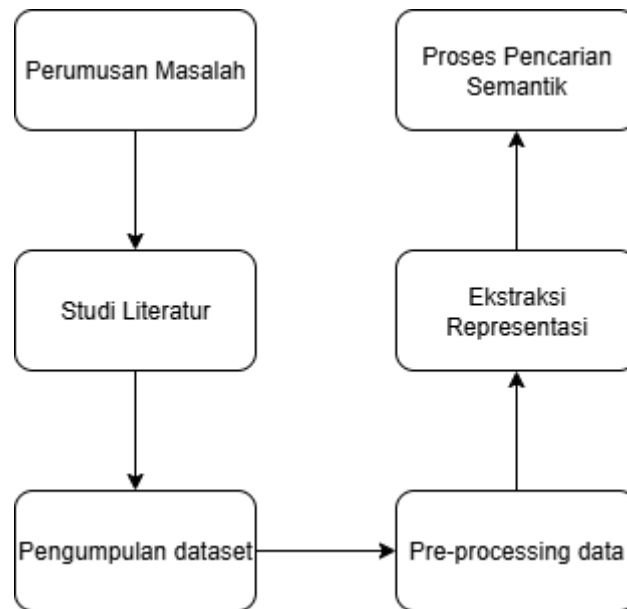 Perumusan Masalah
Studi Literatur
Pengumpulan dataset
Pre-processing data
Ekstraksi
Representasi
Proses Pencarian
Semantik